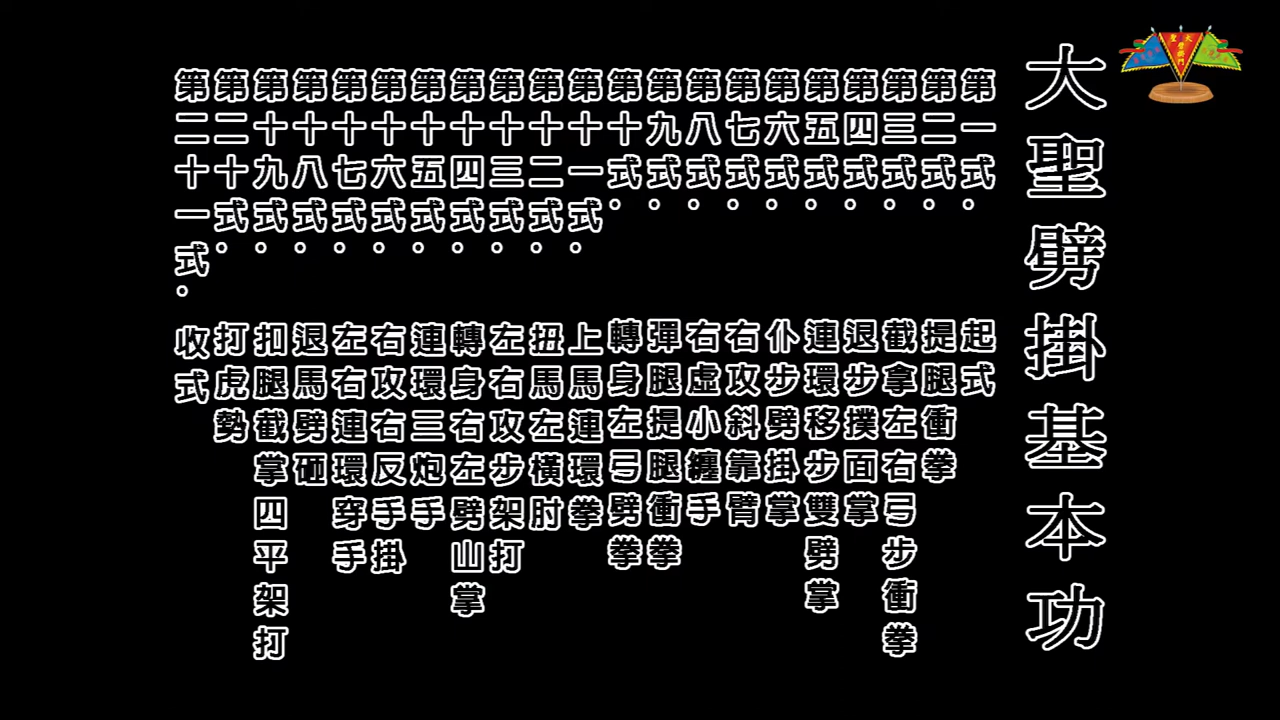 大聖劈掛基本功
第一式。起式
第二式。提腿衝拳
第三式。截拿左右弓步衝拳
第四式。退步撲面掌
第五式。連環移步雙劈掌
第六式。仆步劈掛掌
第七式。右攻斜靠臂
第八式。右虛小纏手
第九式。彈腿提腿衝拳
第十式。轉身左弓劈拳
第十一式。上馬連環拳
第十二式。扭馬左橫肘
第十三式。左右攻步架打
第十四式。轉身右左劈山掌
第十五式。連環三炮手
第十六式。右攻右反手掛
第十七式。左右連環穿手
第十八式。退馬劈砸
第十九式。扣腿截掌四平架打
第二十式。打虎勢
第二十一式。收式